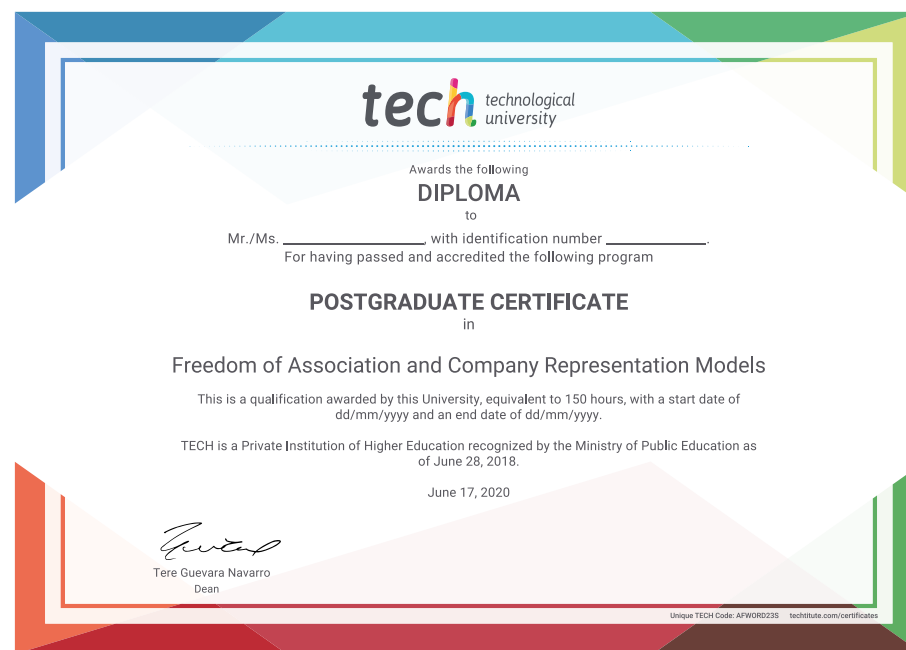 tech technological
university
Awards the following
DIPLOMA
to
Mr./Ms. ________________, with identification number ____________.
For having passed and accredited the following program
POSTGRADUATE CERTIFICATE
in
Freedom of Association and Company Representation Models
This is a qualification awarded by this University, equivalent to 150 hours, with a start date of
dd/mm/yyyy and an end date of dd/mm/yyyy.
TECH is a Private Institution of Higher Education recognized by the Ministry of Public Education as
of June 28, 2018.
June 17, 2020
Tere Guevara Navarro
Dean
Unique TECH Code: AFWORD23S techtitute.com/certificates